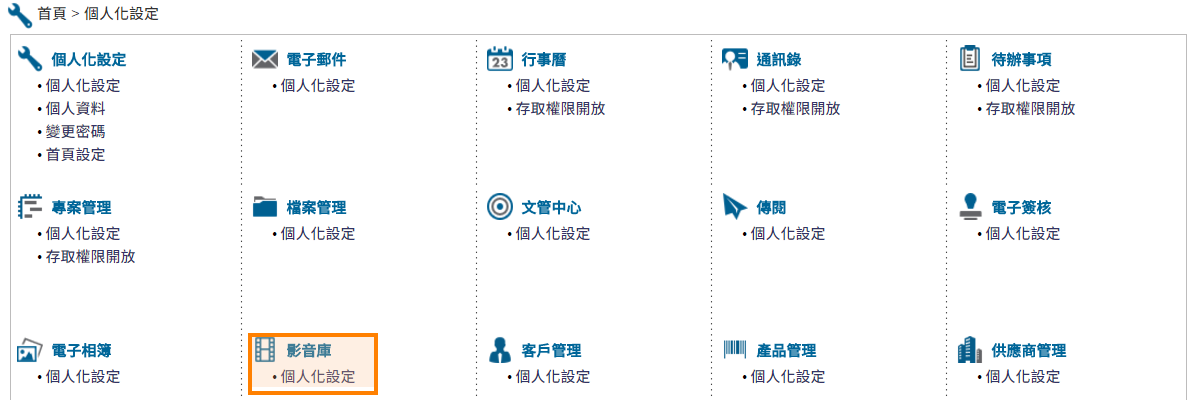 首頁 > 個人化設定
個人化設定
• 個人化設定
• 個人資料
• 變更密碼
• 首頁設定
電子郵件
• 個人化設定
23
行事曆
• 個人化設定
• 存取權限開放
通訊錄
• 個人化設定
• 存取權限開放
待辦事項
• 個人化設定
• 存取權限開放
專案管理
• 個人化設定
• 存取權限開放
檔案管理
• 個人化設定
文管中心
• 個人化設定
傳閱
• 個人化設定
電子簽核
• 個人化設定
電子相簿
• 個人化設定
影音庫
• 個人化設定
客戶管理
• 個人化設定
產品管理
• 個人化設定
供應商管理
• 個人化設定